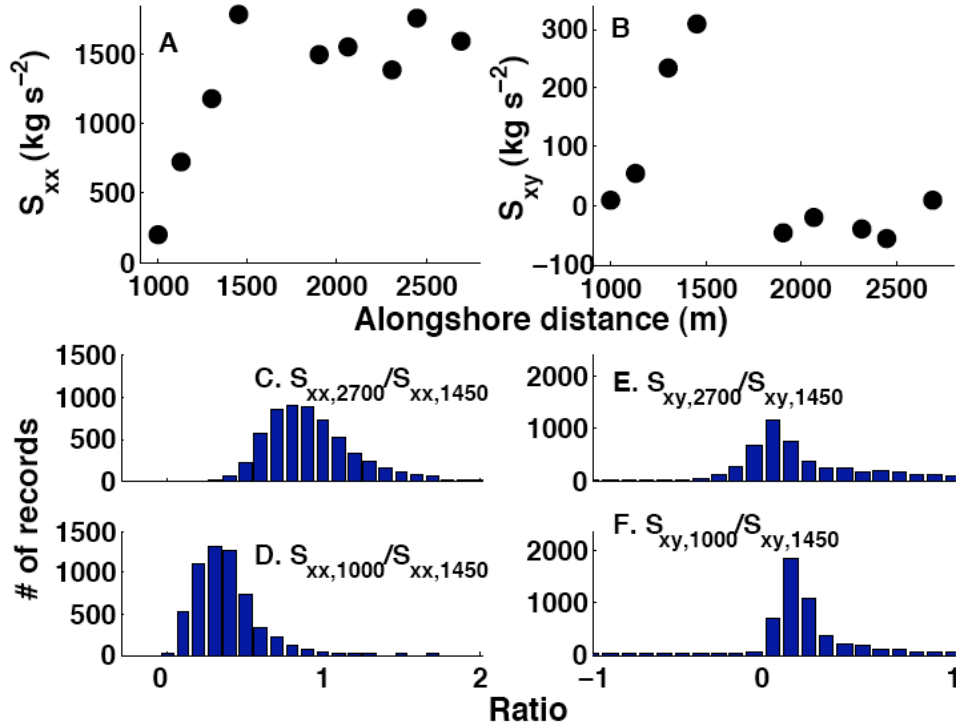 A
S_xx (kg s^−2)
1500
1000
500
0
1000 1500 2000 2500
B
S_xy (kg s^−2)
300
200
100
0
−100
1000 1500 2000 2500
Alongshore distance (m)
# of records
C. S_xx,2700/S_xx,1450
1500
1000
500
0
E. S_xy,2700/S_xy,1450
2000
1000
0
D. S_xx,1000/S_xx,1450
1500
1000
500
0
0 1 2
F. S_xy,1000/S_xy,1450
2000
1000
0
−1 0 1
Ratio